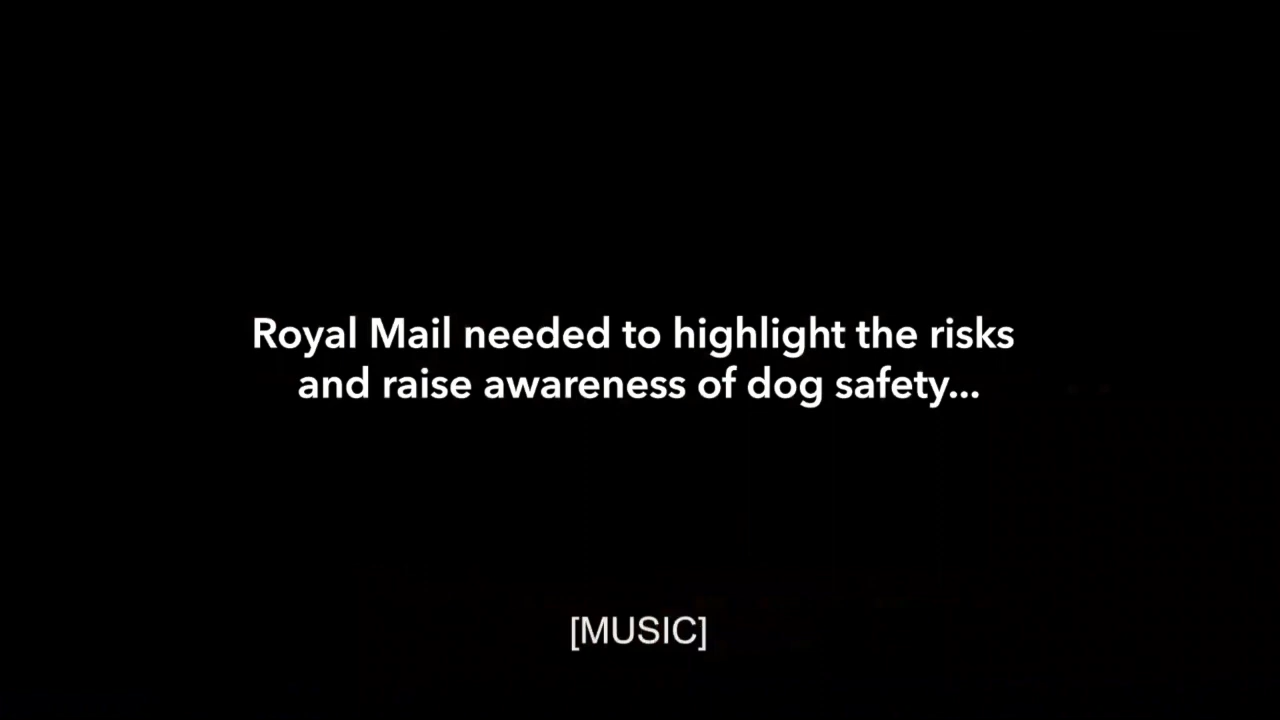 Royal Mail needed to highlight the risks
and raise awareness of dog safety...
[MUSIC]